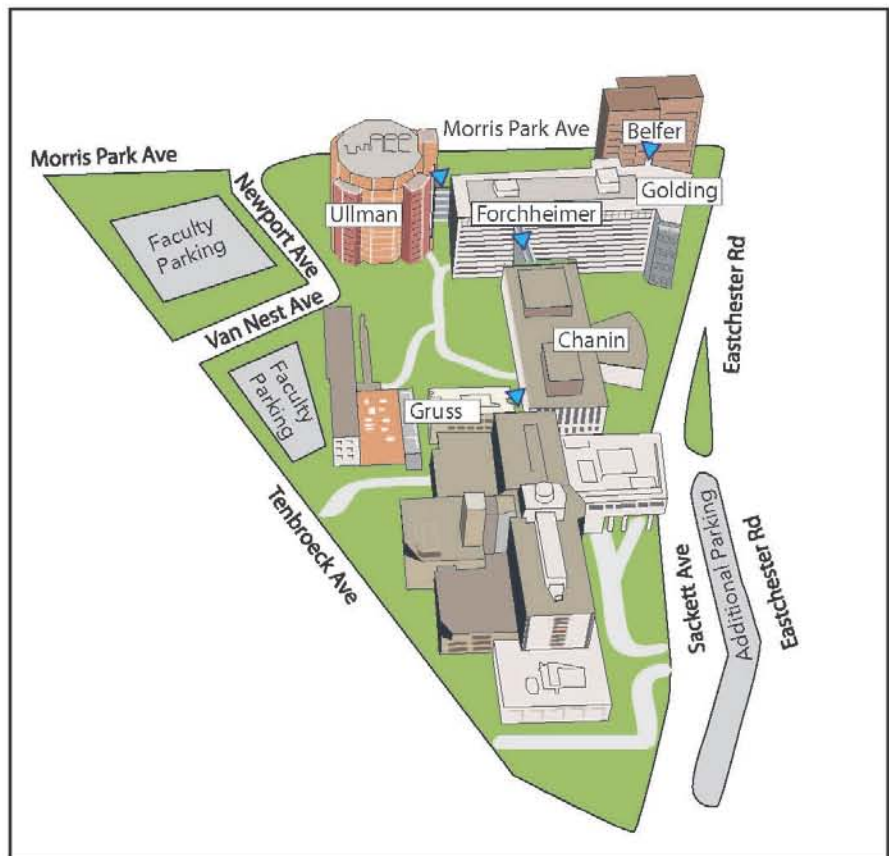 Morris Park Ave
Belfer
Morris Park Ave
Newport Ave
Ullman
Forchheimer
Golding
Faculty
Parking
Eastchester Rd
Van Nest Ave
Chanin
Faculty
Parking
Gruss
Tenbroeck Ave
Sackett Ave
Additional Parking
Eastchester Rd